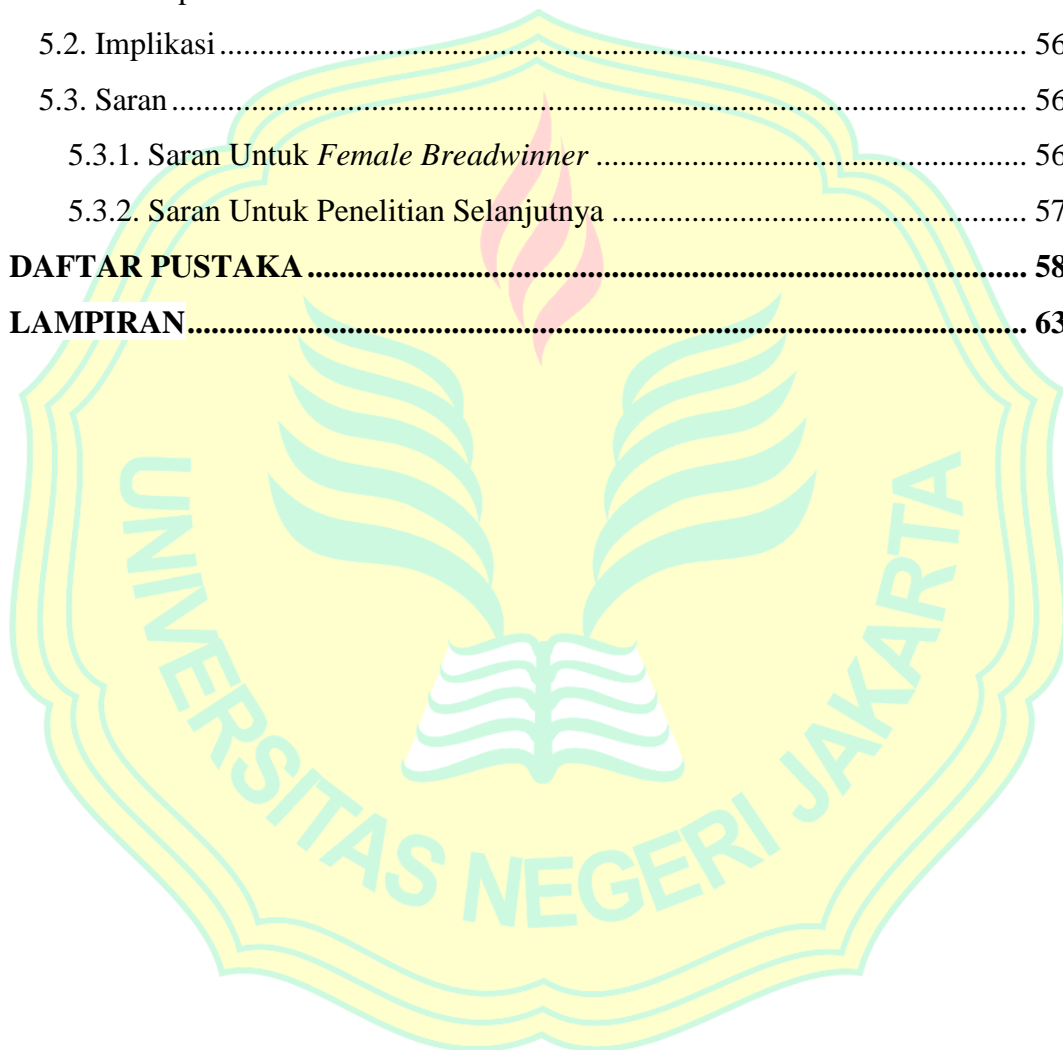 5.2. Implikasi.................................................................................................... 56
5.3. Saran.......................................................................................................... 56
5.3.1. Saran Untuk Female Breadwinner ..................................................... 56
5.3.2. Saran Untuk Penelitian Selanjutnya ................................................... 57
DAFTAR PUSTAKA.......................................................................................... 58
LAMPIRAN......................................................................................................... 63
UNIVERSITAS NEGERI JAKARTA